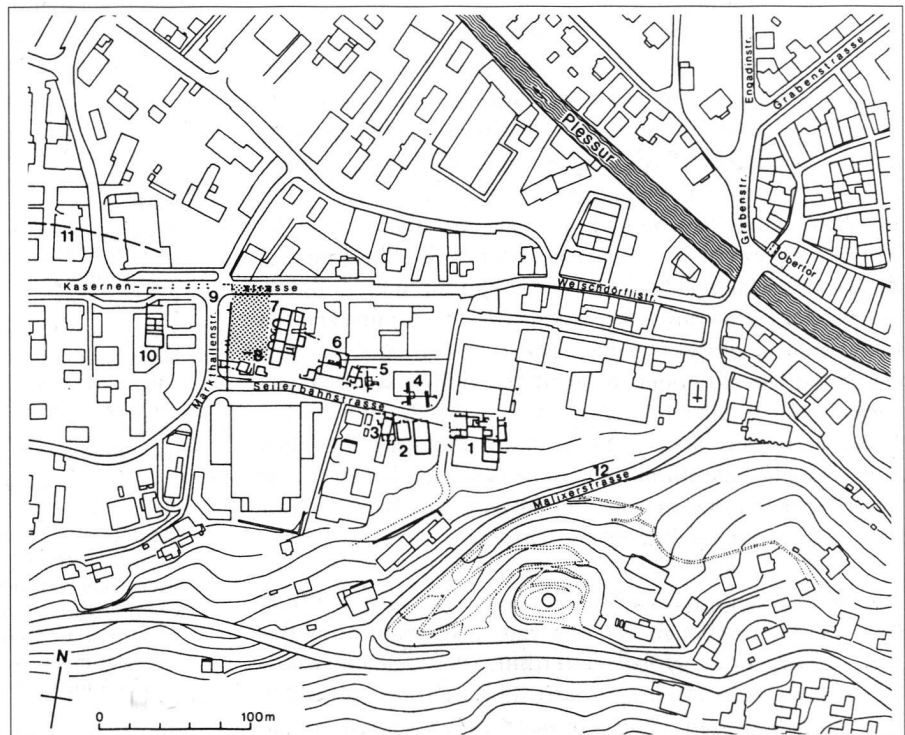 Engadinstr.
Grabenstrasse
Plessur
Grabenstr.
Obertor
11
Kasernen-
strasse
Welschdörflistr.
9
7
10
Markthallenstr.
8
6
5
4
Seilerbahnstrasse
3
2
1
12
Malixerstrasse
N
0
100m